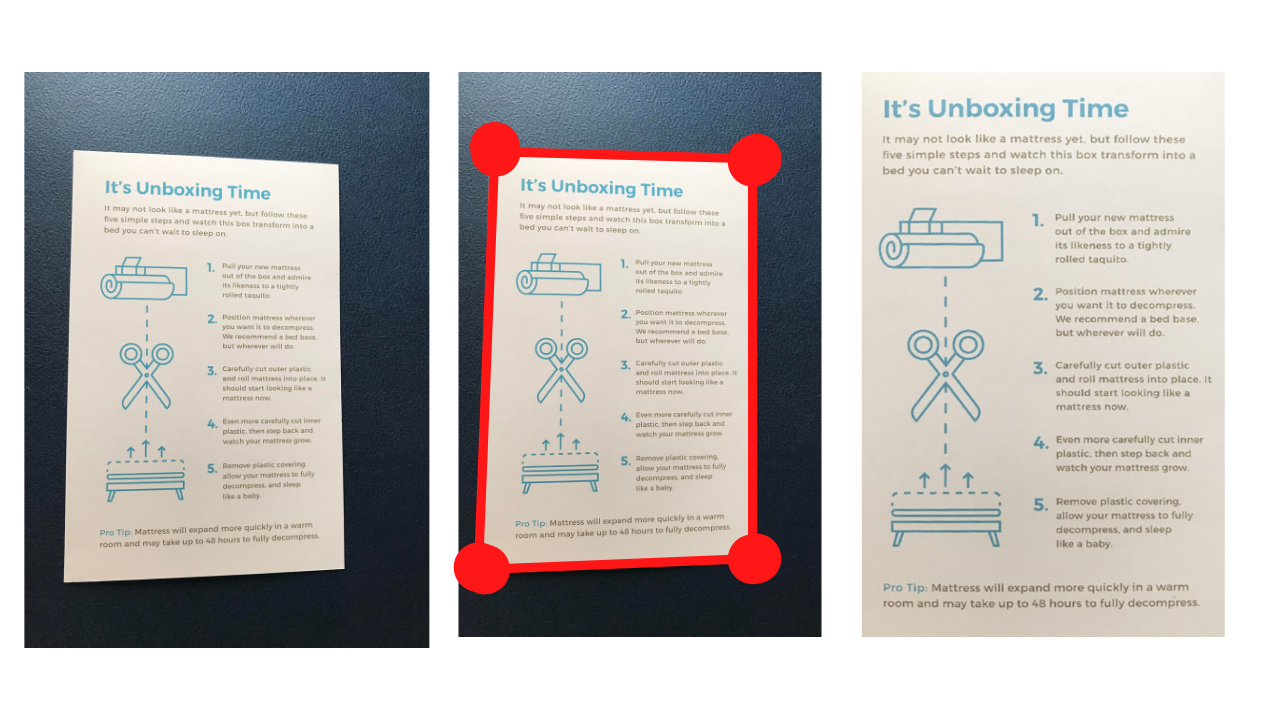 It's Unboxing Time
It may not look like a mattress yet, but follow these
five simple steps and watch this box transform into a
bed you can't wait to sleep on.
1. Pull your new mattress
out of the box and admire
its likeness to a tightly
rolled taquito.
2. Position mattress wherever
you want it to decompress.
We recommend a bed base,
but wherever will do.
3. Carefully cut outer plastic
and roll mattress into place. It
should start looking like a
mattress now.
4. Even more carefully cut inner
plastic, then step back and
watch your mattress grow.
5. Remove plastic covering,
allow your mattress to fully
decompress, and sleep
like a baby.
Pro Tip: Mattress will expand more quickly in a warm
room and may take up to 48 hours to fully decompress.
It's Unboxing Time
It may not look like a mattress yet, but follow these
five simple steps and watch this box transform into a
bed you can't wait to sleep on.
1. Pull your new mattress
out of the box and admire
its likeness to a tightly
rolled taquito.
2. Position mattress wherever
you want it to decompress.
We recommend a bed base,
but wherever will do.
3. Carefully cut outer plastic
and roll mattress into place. It
should start looking like a
mattress now.
4. Even more carefully cut inner
plastic, then step back and
watch your mattress grow.
5. Remove plastic covering,
allow your mattress to fully
decompress, and sleep
like a baby.
Pro Tip: Mattress will expand more quickly in a warm
room and may take up to 48 hours to fully decompress.
It's Unboxing Time
It may not look like a mattress yet, but follow these
five simple steps and watch this box transform into a
bed you can't wait to sleep on.
1. Pull your new mattress
out of the box and admire
its likeness to a tightly
rolled taquito.
2. Position mattress wherever
you want it to decompress.
We recommend a bed base,
but wherever will do.
3. Carefully cut outer plastic
and roll mattress into place. It
should start looking like a
mattress now.
4. Even more carefully cut inner
plastic, then step back and
watch your mattress grow.
5. Remove plastic covering,
allow your mattress to fully
decompress, and sleep
like a baby.
Pro Tip: Mattress will expand more quickly in a warm
room and may take up to 48 hours to fully decompress.